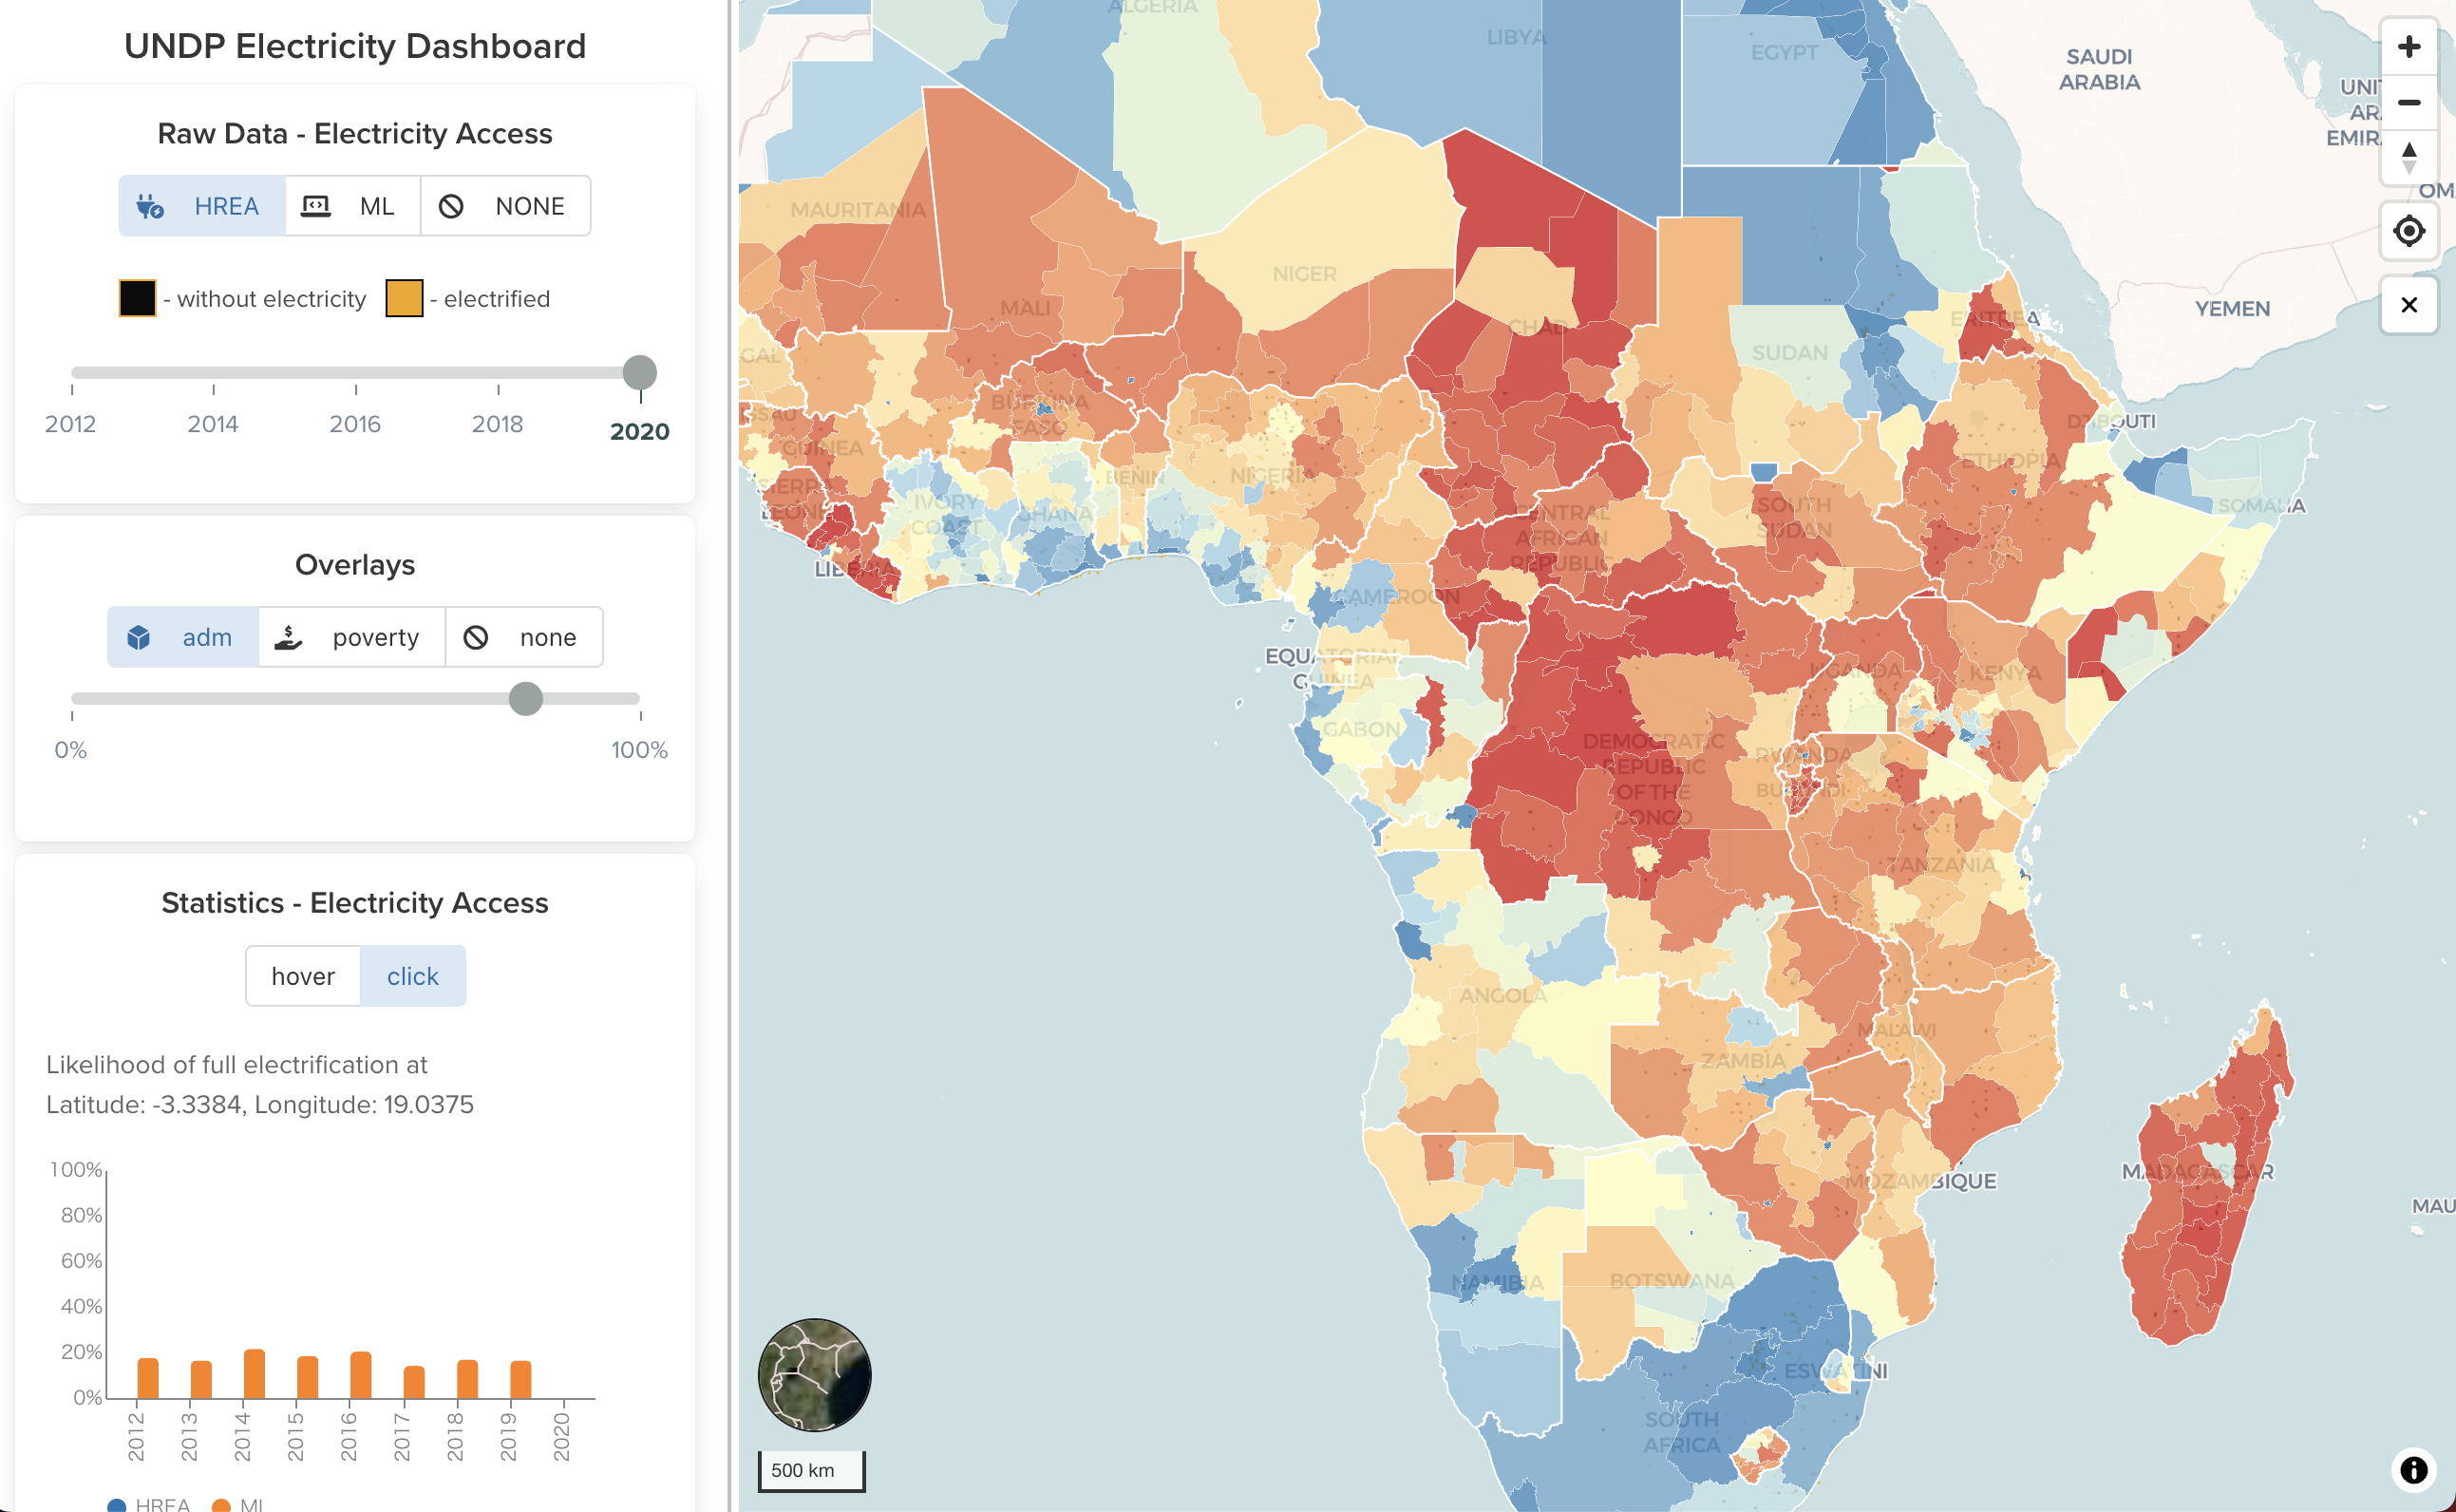 UNDP Electricity Dashboard
Raw Data - Electricity Access
HREA
ML
NONE
- without electricity
- electrified
2012
2014
2016
2018
2020
Overlays
adm
poverty
none
0%
100%
Statistics - Electricity Access
hover
click
Likelihood of full electrification at
Latitude: -3.3384, Longitude: 19.0375
100%
80%
60%
40%
20%
0%
2012
2013
2014
2015
2016
2017
2018
2019
2020
HREA
ML
ALGERIA
LIBYA
EGYPT
SAUDI
ARABIA
UNIT
AR
EMIR
OM
MAURITANIA
MALI
NIGER
CHAD
SUDAN
ERITREA
YEMEN
GAL
BURKINA
FASO
DJIBOUTI
SSAU
GUINEA
BENIN
NIGERIA
ETHIOPIA
SIERRA
LEONE
IVORY
COAST
GHANA
CENTRAL
AFRICAN
REPUBLIC
SOUTH
SUDAN
SOMALIA
LIBERIA
CAMEROON
EQUATORIAL
GUINEA
UGANDA
KENYA
GABON
DEMOCRATIC
REPUBLIC
OF THE
CONGO
RWANDA
BURUNDI
TANZANIA
ANGOLA
MALAWI
ZAMBIA
MADAGASCAR
MOZAMBIQUE
MAU
NAMIBIA
BOTSWANA
ESWATINI
SOUTH
AFRICA
500 km